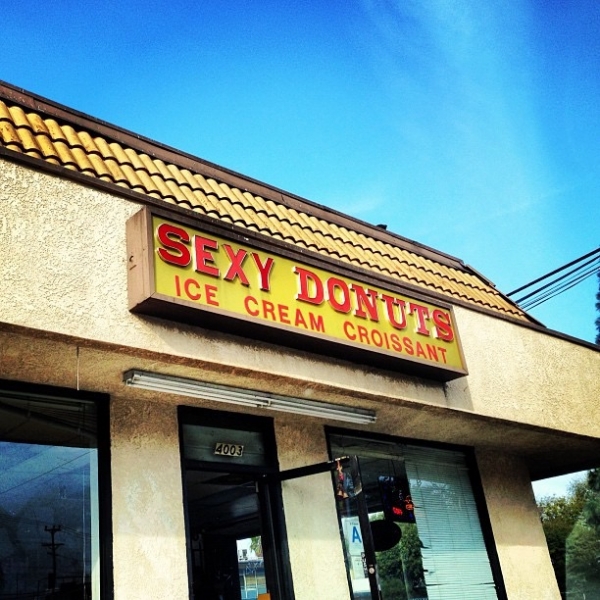 SEXY DONUTS
ICE CREAM CROISSANT
4003
A